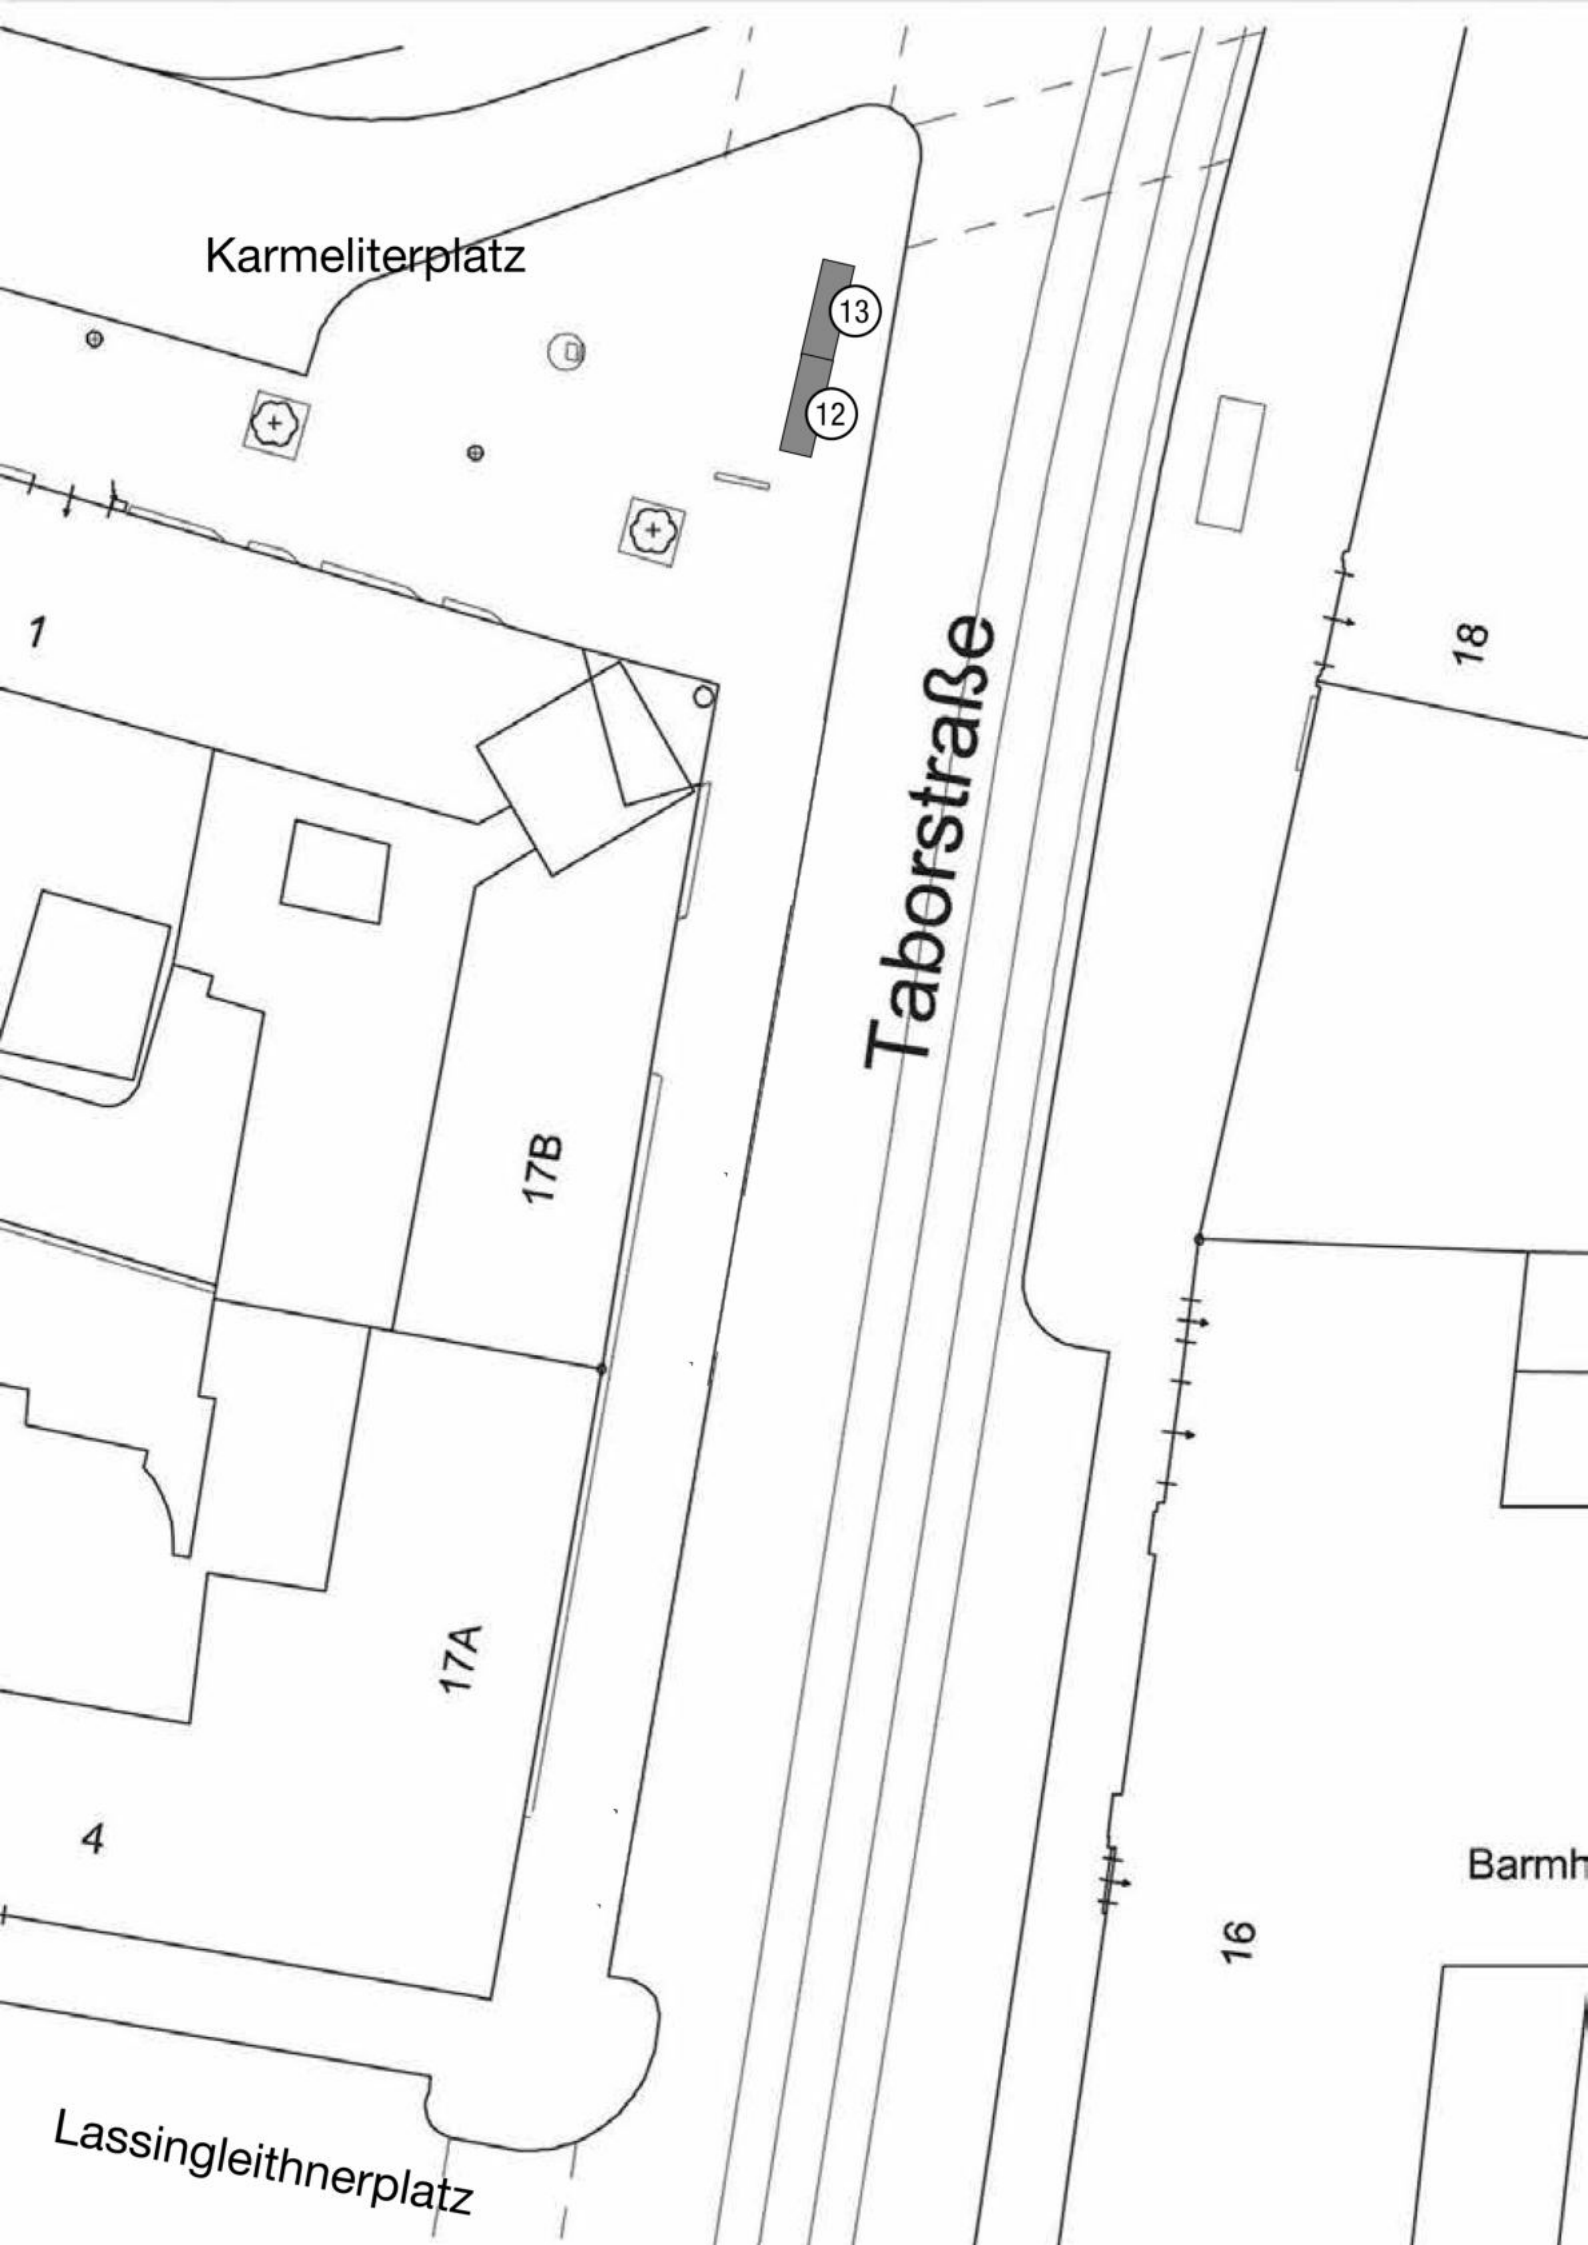 Karmeliterplatz
13
12
1
18
Taborstraße
17B
17A
4
Barmh
16
Lassingleithnerplatz